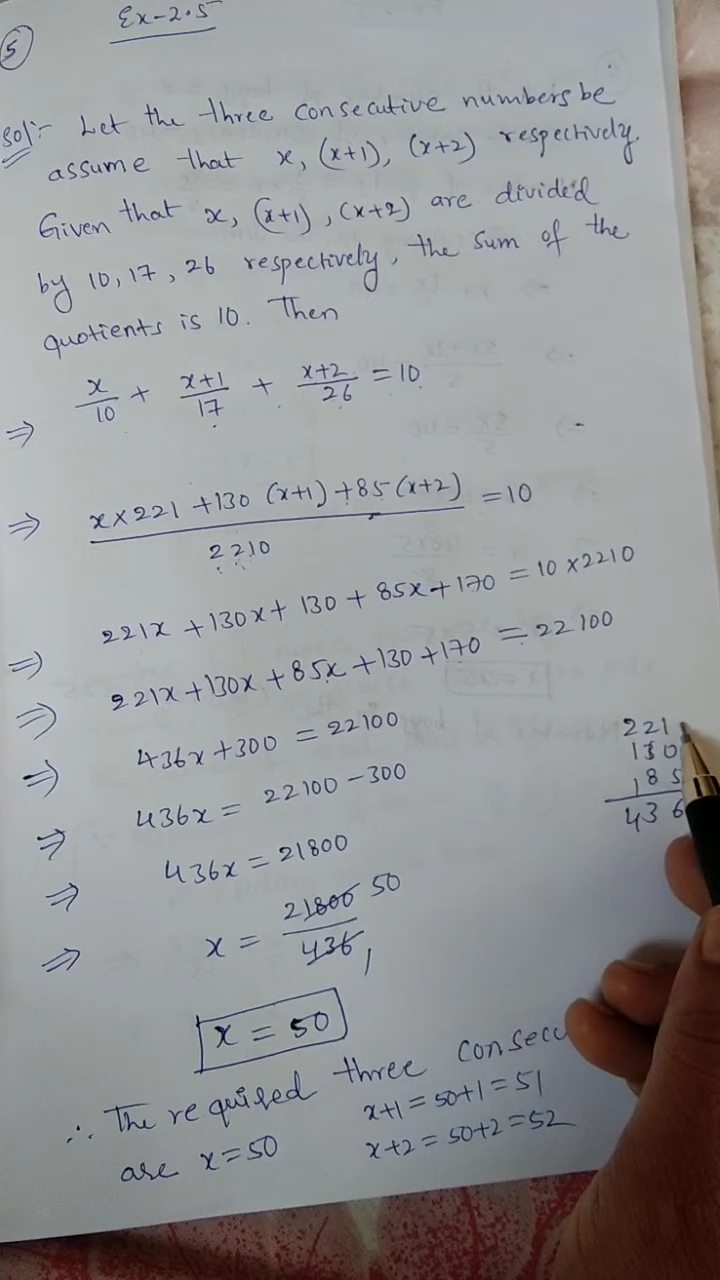 Ex-2.5
5
Sol:- Let the three consecutive numbers be
assume that x, (x+1), (x+2) respectively.
Given that x, (x+1), (x+2) are divided
by 10, 17, 26 respectively, the sum of the
quotients is 10. Then
⇒ x/10 + x+1/17 + x+2/26 = 10
⇒ x×221 +130 (x+1) +85(x+2)/2210 = 10
⇒ 221x +130x + 130 + 85x + 170 = 10 ×2210
⇒ 221x+130x + 85x +130 +170 = 22100
⇒ 436x +300 = 22100
⇒ 436x = 22100 - 300
⇒ 436x = 21800
⇒ x = 21800/436 50 1
x = 50
221
130
185
436
∴ The required three consecu
are x=50
x+1 = 50+1 = 51
x+2 = 50+2 = 52